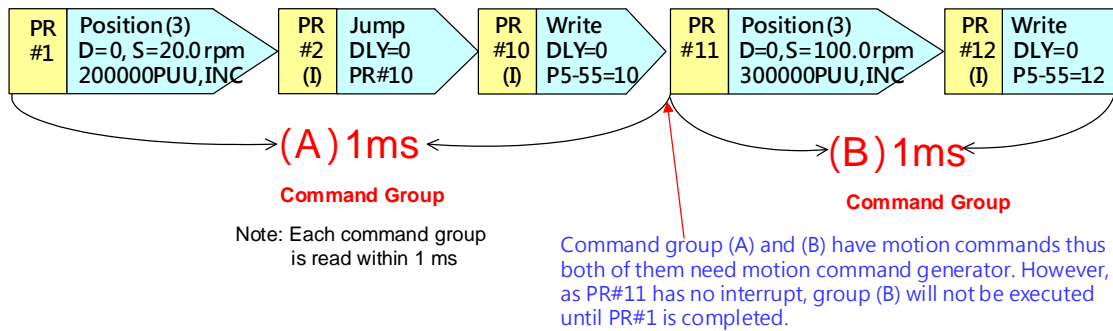 PR
#1
Position(3)
D=0, S=20.0 rpm
200000PUU,INC
PR
#2
(I)
Jump
DLY=0
PR#10
PR
#10
(I)
Write
DLY=0
P5-55=10
PR
#11
Position(3)
D=0,S=100.0 rpm
300000PUU,INC
PR
#12
(I)
Write
DLY=0
P5-55=12
(A)1ms
Command Group
(B)1ms
Command Group
Note: Each command group
is read within 1 ms
Command group (A) and (B) have motion commands thus
both of them need motion command generator. However,
as PR#11 has no interrupt, group (B) will not be executed
until PR#1 is completed.